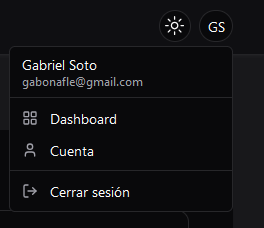 GS
Gabriel Soto
gabonafle@gmail.com
Dashboard
Cuenta
Cerrar sesión